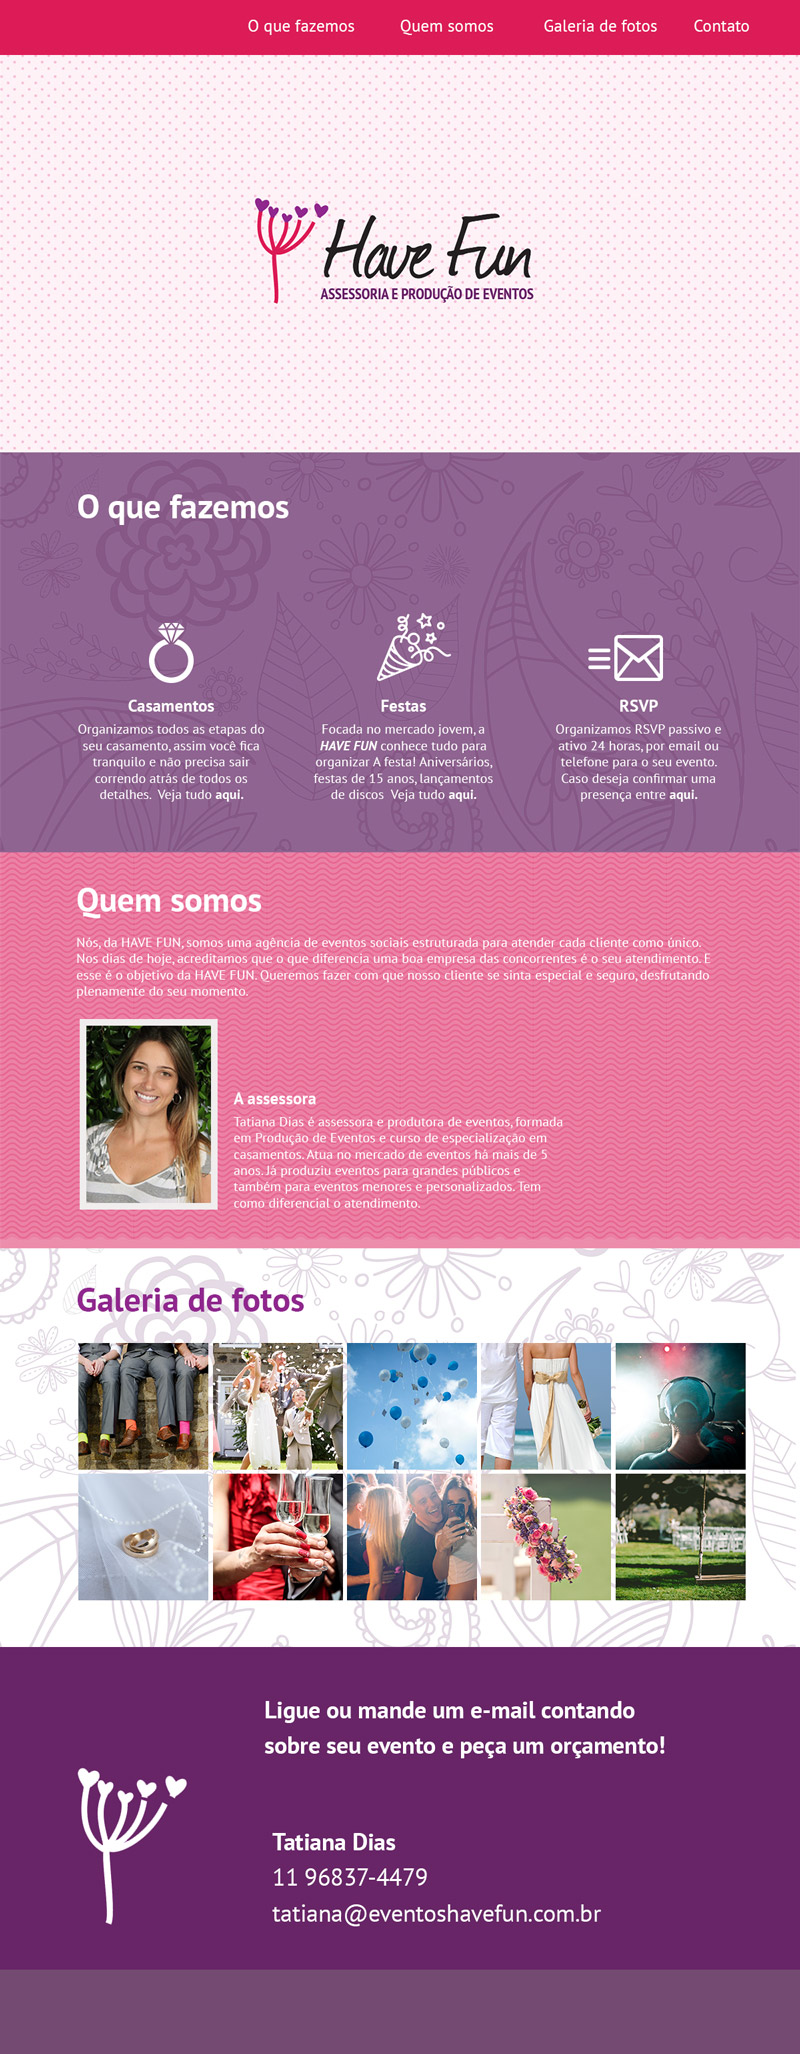 O que fazemos Quem somos Galeria de fotos Contato
Have Fun
ASSESSORIA E PRODUÇÃO DE EVENTOS
O que fazemos
Casamentos
Organizamos todos as etapas do
seu casamento, assim você fica
tranquilo e não precisa sair
correndo atrás de todos os
detalhes. Veja tudo aqui.
Festas
Focada no mercado jovem, a
HAVE FUN conhece tudo para
organizar A festa! Aniversários,
festas de 15 anos, lançamentos
de discos Veja tudo aqui.
RSVP
Organizamos RSVP passivo e
ativo 24 horas, por email ou
telefone para o seu evento.
Caso deseja confirmar uma
presença entre aqui.
Quem somos
Nós, da HAVE FUN, somos uma agência de eventos sociais estruturada para atender cada cliente como único.
Nos dias de hoje, acreditamos que o que diferencia uma boa empresa das concorrentes é o seu atendimento. E
esse é o objetivo da HAVE FUN. Queremos fazer com que nosso cliente se sinta especial e seguro, desfrutando
plenamente do seu momento.
A assessora
Tatiana Dias é assessora e produtora de eventos, formada
em Produção de Eventos e curso de especialização em
casamentos. Atua no mercado de eventos há mais de 5
anos. Já produziu eventos para grandes públicos e
também para eventos menores e personalizados. Tem
como diferencial o atendimento.
Galeria de fotos
Ligue ou mande um e-mail contando
sobre seu evento e peça um orçamento!
Tatiana Dias
11 96837-4479
tatiana@eventoshavefun.com.br